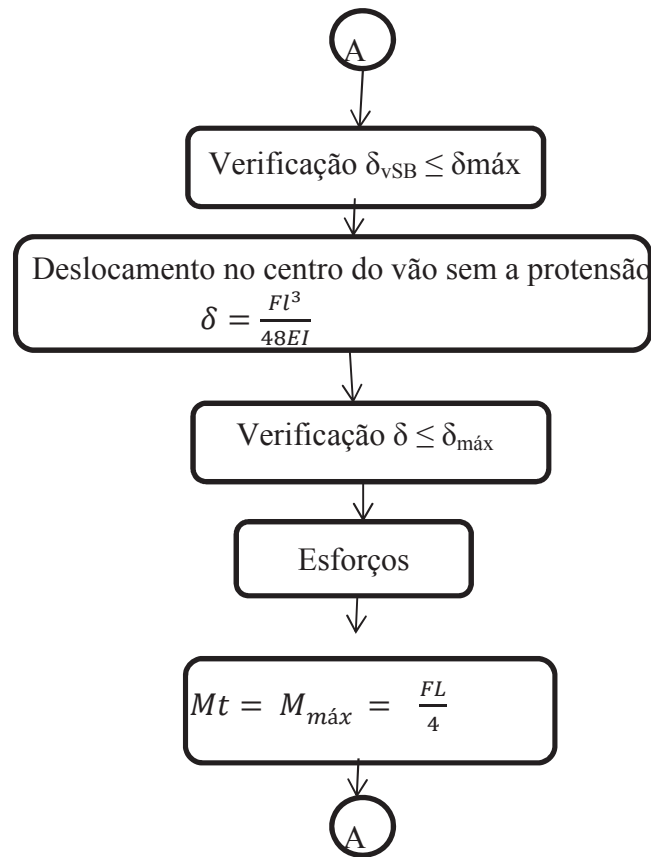 A
Verificação δvSB ≤ δmáx
Deslocamento no centro do vão sem a protensão
δ = Fl³/48EI
Verificação δ ≤ δmáx
Esforços
Mt = Mmáx = FL/4
A